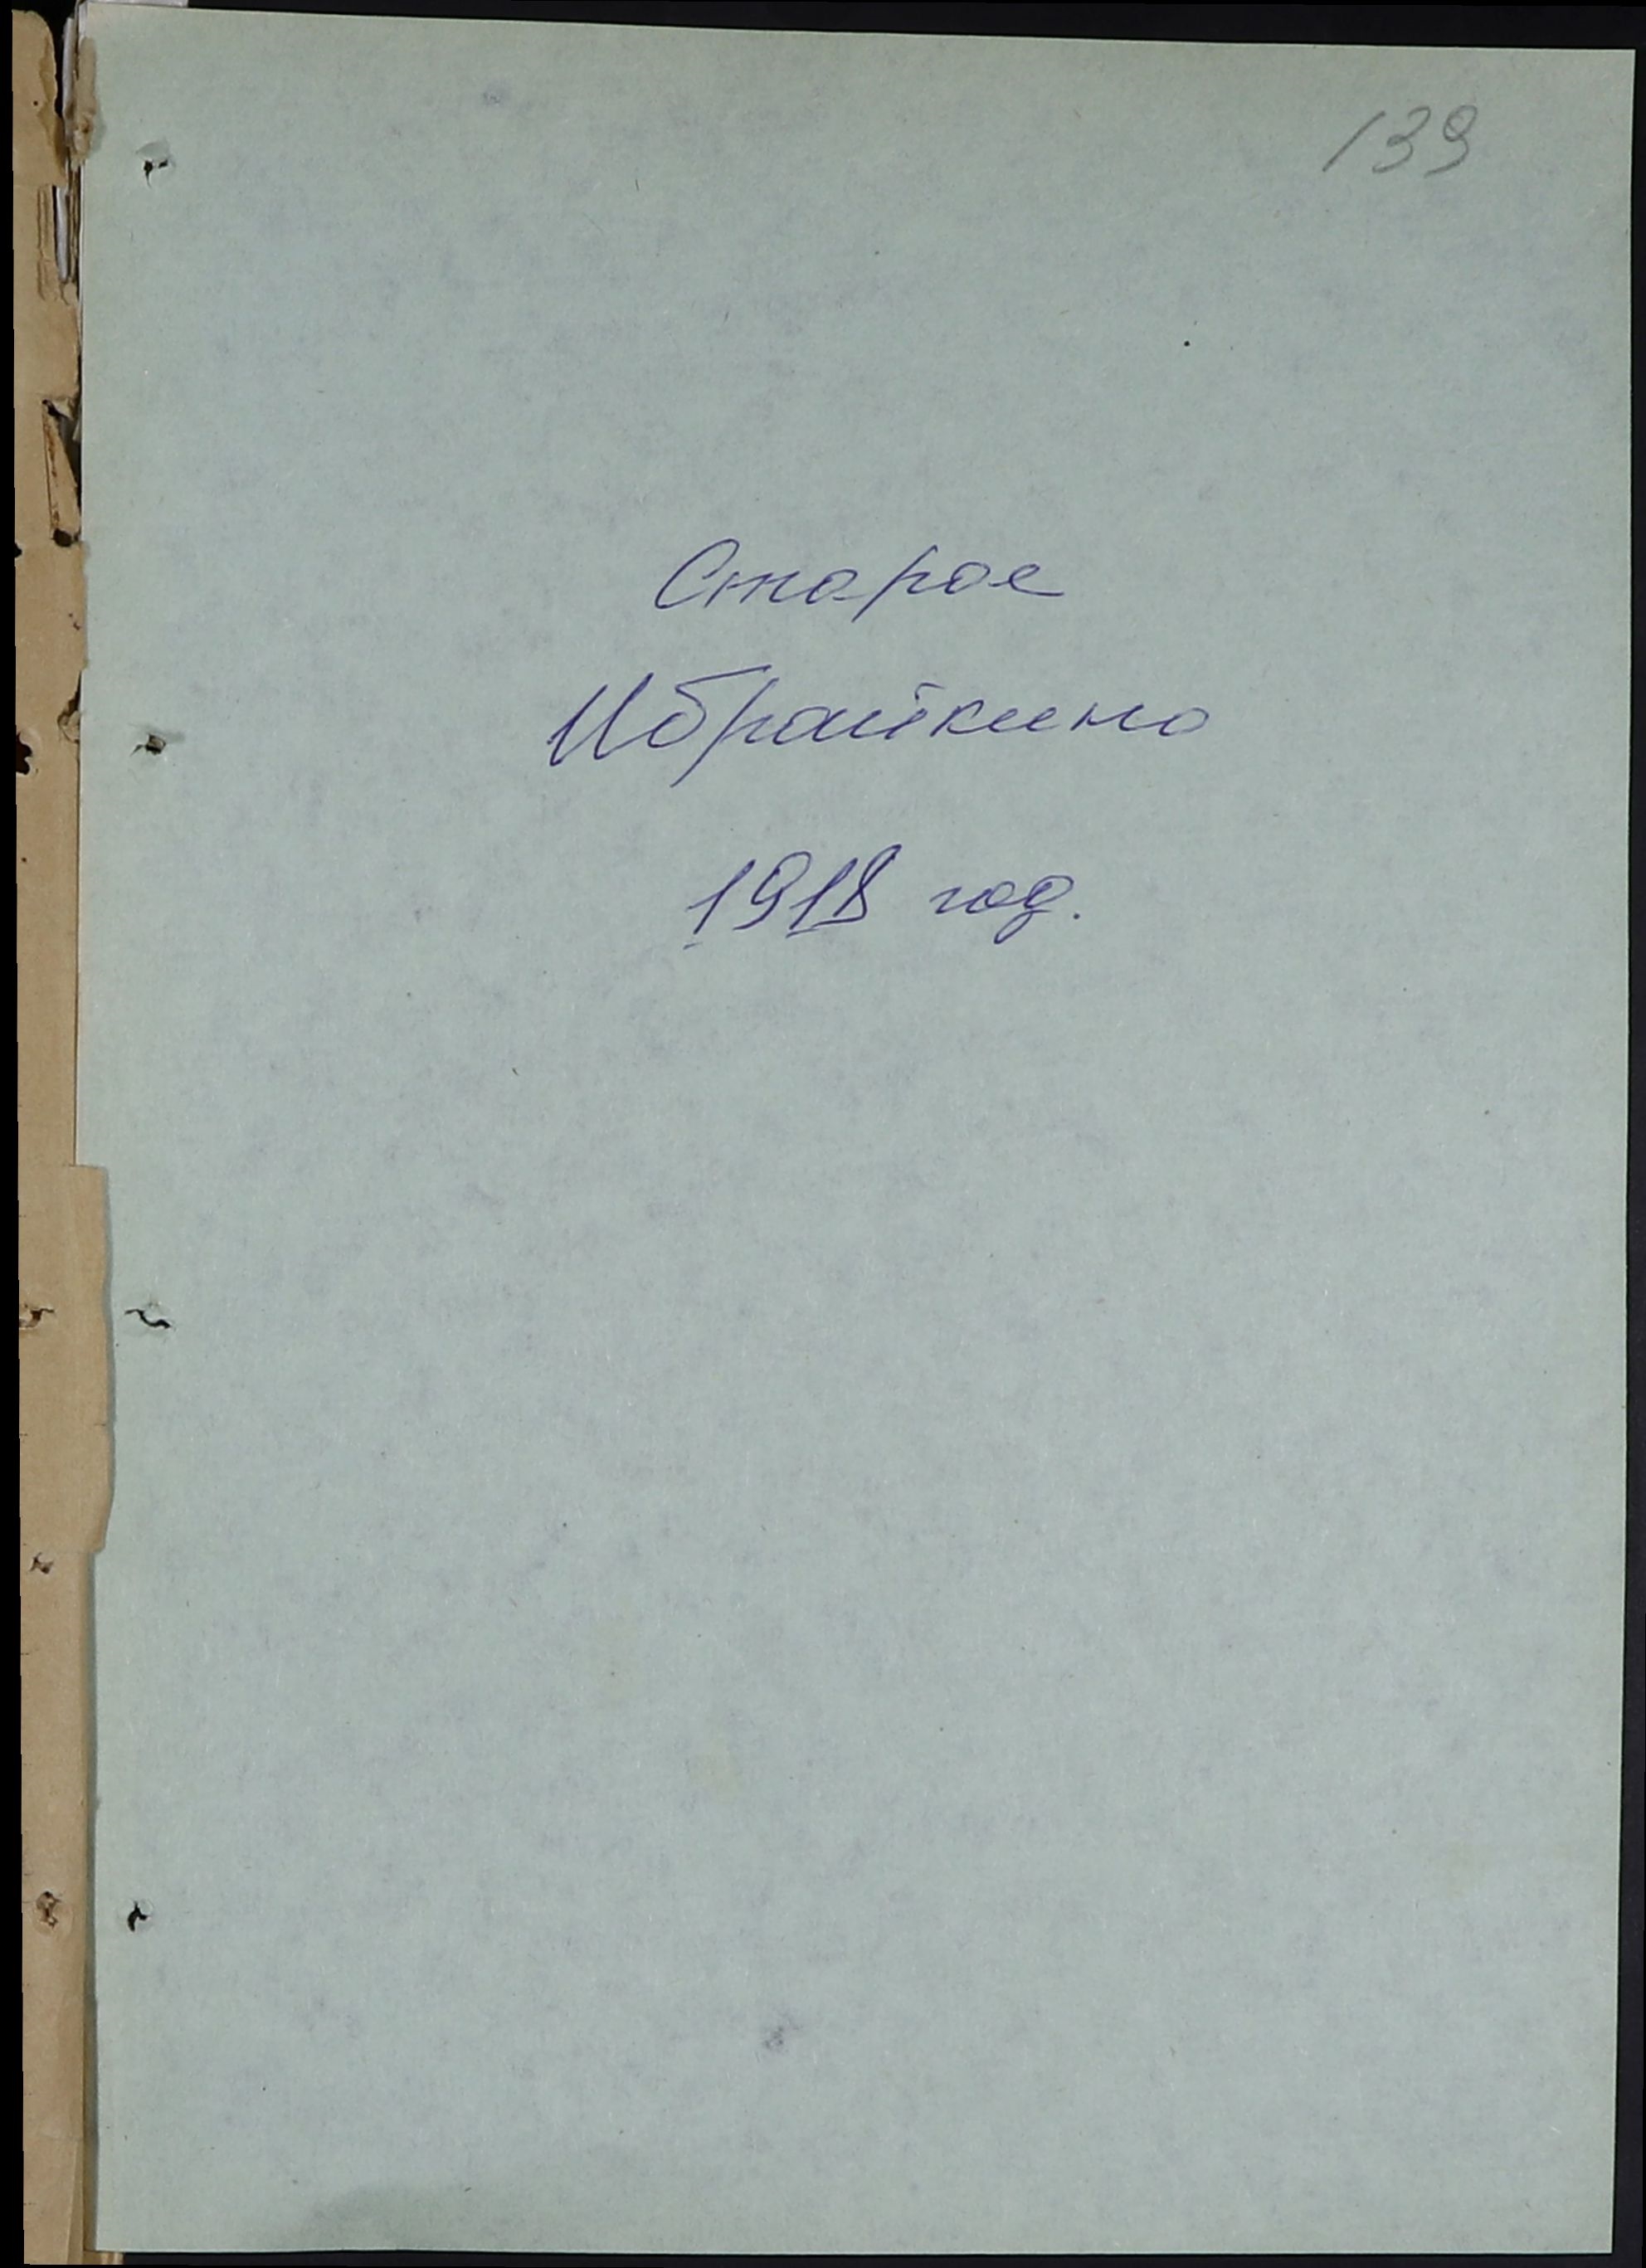 139
Старое
Ибрайкино
1918 год.